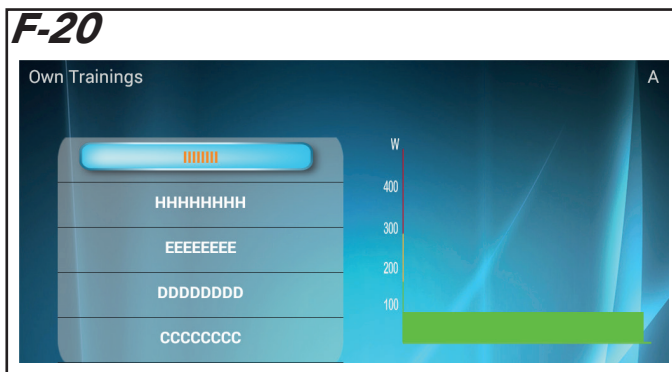 F-20
Own Trainings
A
IIIIIIII
HHHHHHHH
EEEEEEEE
DDDDDDDD
CCCCCCCC
W
400
300
200
100